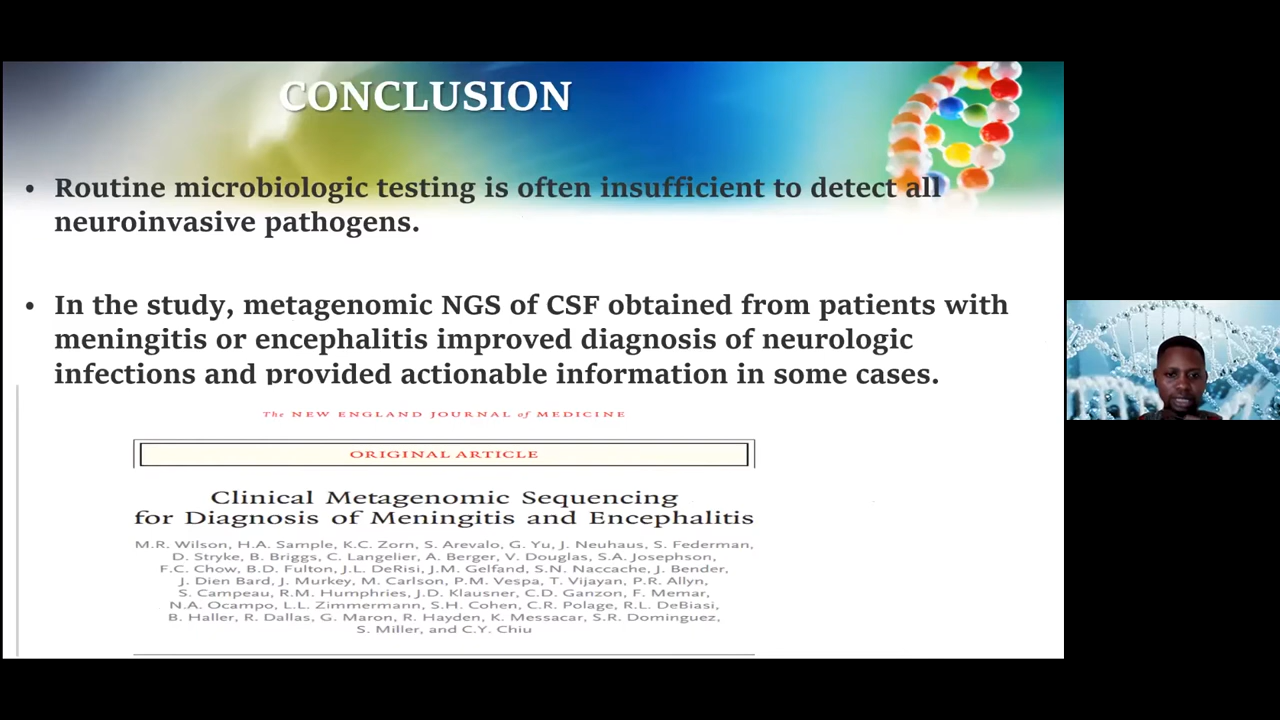 CONCLUSION
• Routine microbiologic testing is often insufficient to detect all
neuroinvasive pathogens.
• In the study, metagenomic NGS of CSF obtained from patients with
meningitis or encephalitis improved diagnosis of neurologic
infections and provided actionable information in some cases.
The NEW ENGLAND JOURNAL of MEDICINE
ORIGINAL ARTICLE
Clinical Metagenomic Sequencing
for Diagnosis of Meningitis and Encephalitis
M.R. Wilson, H.A. Sample, K.C. Zorn, S. Arevalo, G. Yu, J. Neuhaus, S. Federman,
D. Stryke, B. Briggs, C. Langelier, A. Berger, V. Douglas, S.A. Josephson,
F.C. Chow, B.D. Fulton, J.L. DeRisi, J.M. Gelfand, S.N. Naccache, J. Bender,
J. Dien Bard, J. Murkey, M. Carlson, P.M. Vespa, T. Vijayan, P.R. Allyn,
S. Campeau, R.M. Humphries, J.D. Klausner, C.D. Ganzon, F. Memar,
N.A. Ocampo, L.L. Zimmermann, S.H. Cohen, C.R. Polage, R.L. DeBiasi,
B. Haller, R. Dallas, G. Maron, R. Hayden, K. Messacar, S.R. Dominguez,
S. Miller, and C.Y. Chiu